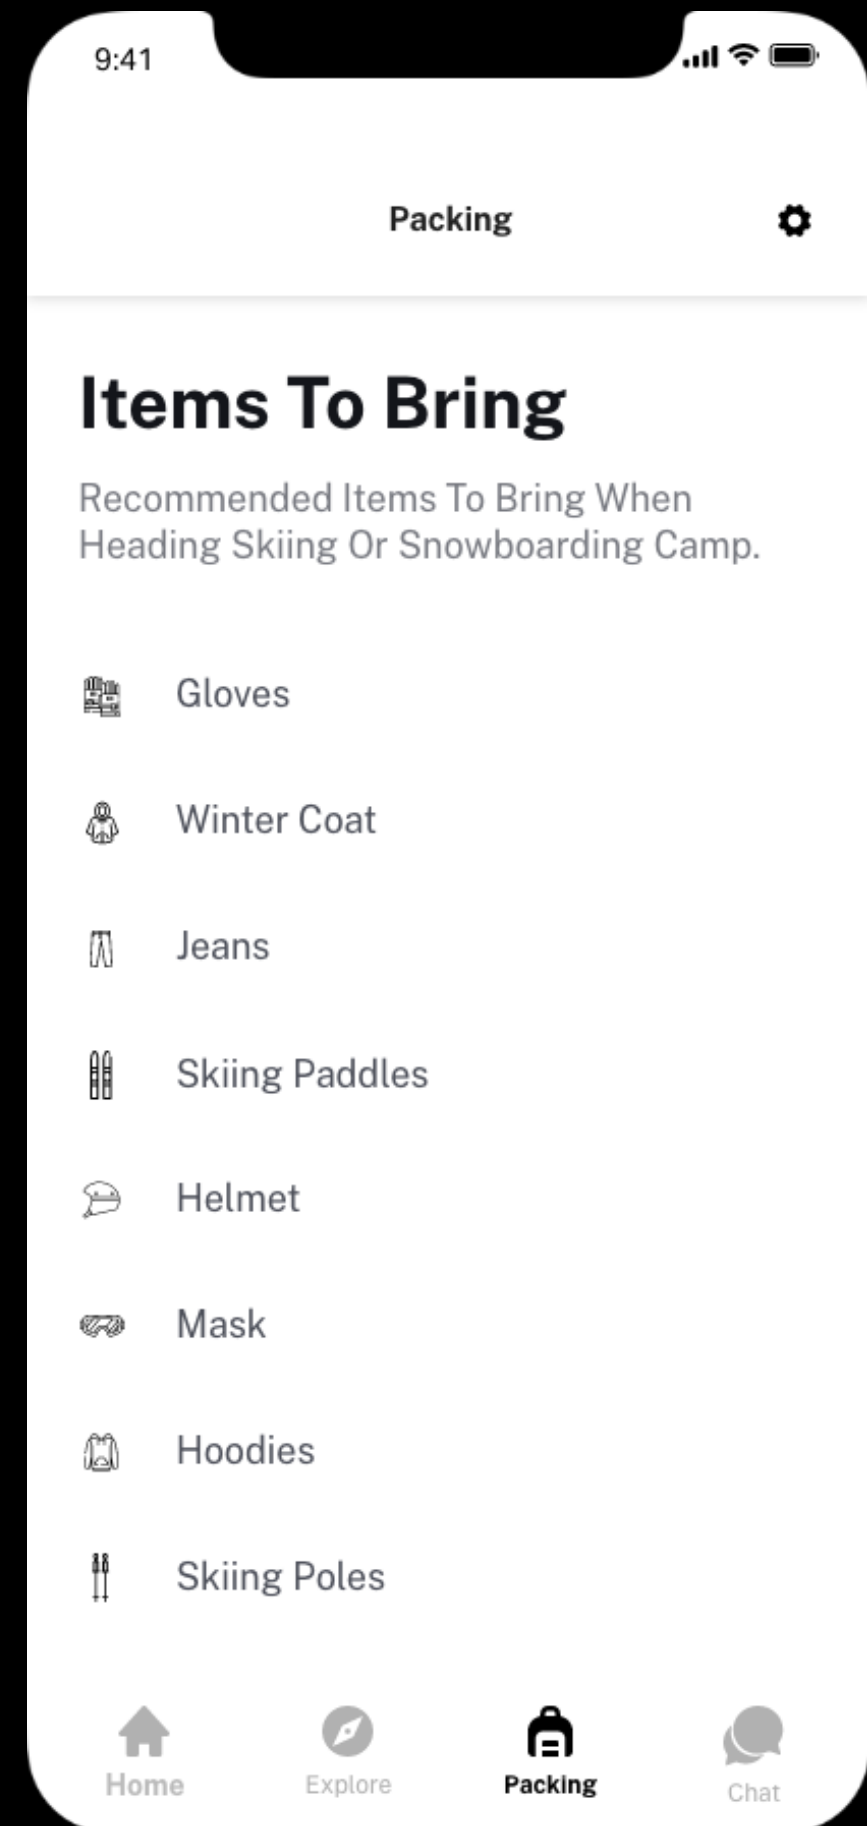 9:41
Packing
Items To Bring
Recommended Items To Bring When
Heading Skiing Or Snowboarding Camp.
Gloves
Winter Coat
Jeans
Skiing Paddles
Helmet
Mask
Hoodies
Skiing Poles
Home
Explore
Packing
Chat